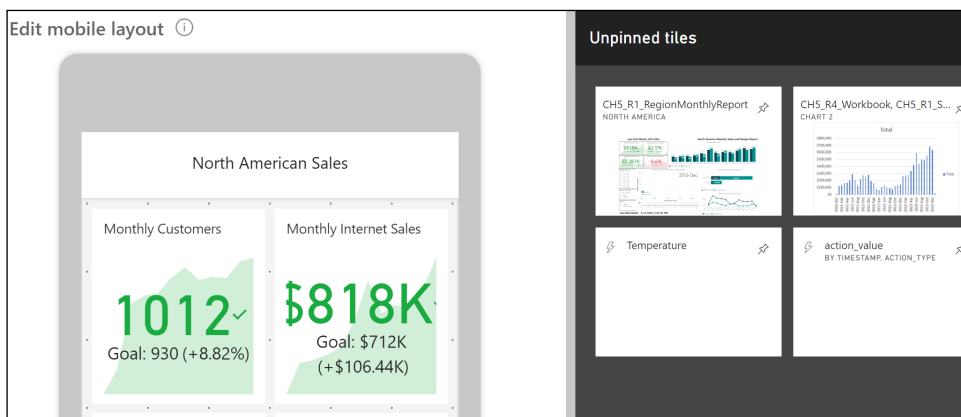 Edit mobile layout
Unpinned tiles
North American Sales
Monthly Customers
1012
Goal: 930 (+8.82%)
Monthly Internet Sales
$818K
Goal: $712K
(+$106.44K)
CH5_R1_RegionMonthlyReport
NORTH AMERICA
CH5_R4_Workbook, CH5_R1_S...
CHART 2
Total
Temperature
action_value
BY TIMESTAMP, ACTION_TYPE